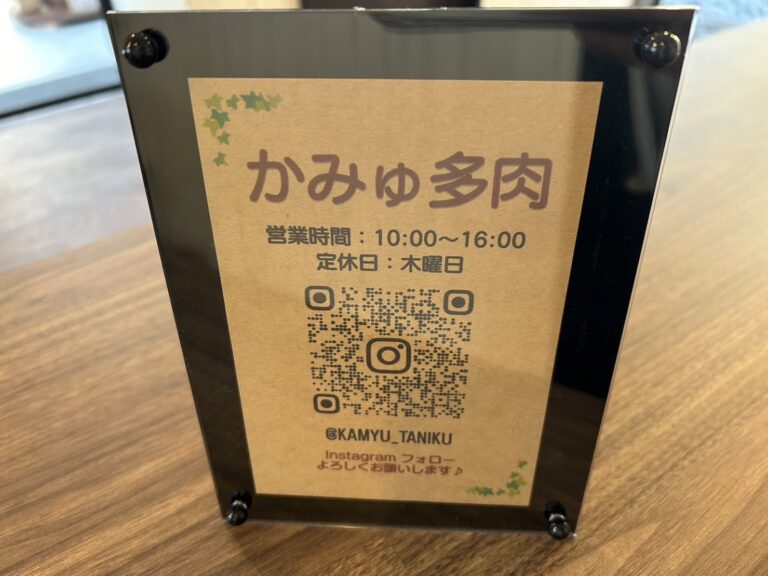 かみゅ多肉
営業時間：10:00～16:00
定休日：木曜日
@KAMYU_TANIKU
Instagram フォロー
よろしくお願いします♪